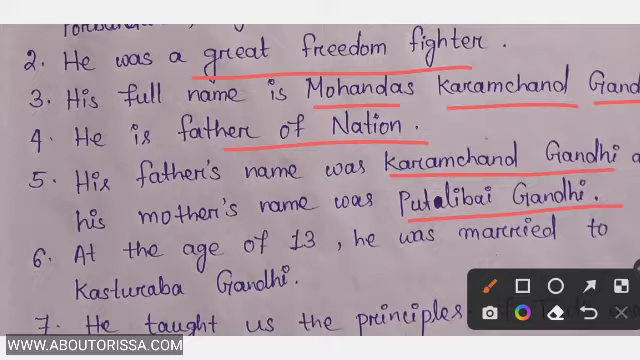 2. He was a great freedom fighter.
3. His full name is Mohandas Karamchand
4. He is father of Nation.
5. His father's name was Karamchand Gandhi
his mother's name was Putalibai Gandhi.
6. At the age of 13, he was married to
Kasturaba Gandhi.
7. He taught us the principles
WWW.ABOUTORISSA.COM